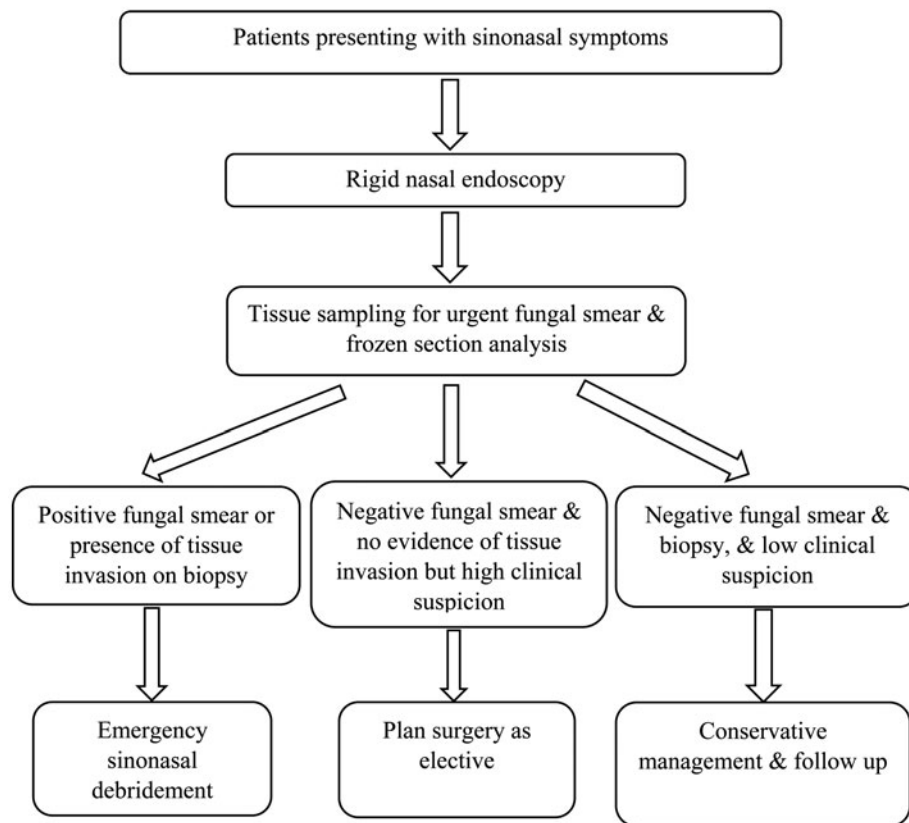 Patients presenting with sinonasal symptoms
Rigid nasal endoscopy
Tissue sampling for urgent fungal smear &
frozen section analysis
Positive fungal smear or
presence of tissue
invasion on biopsy
Negative fungal smear &
no evidence of tissue
invasion but high clinical
suspicion
Negative fungal smear &
biopsy, & low clinical
suspicion
Emergency
sinonasal
debridement
Plan surgery as
elective
Conservative
management & follow up